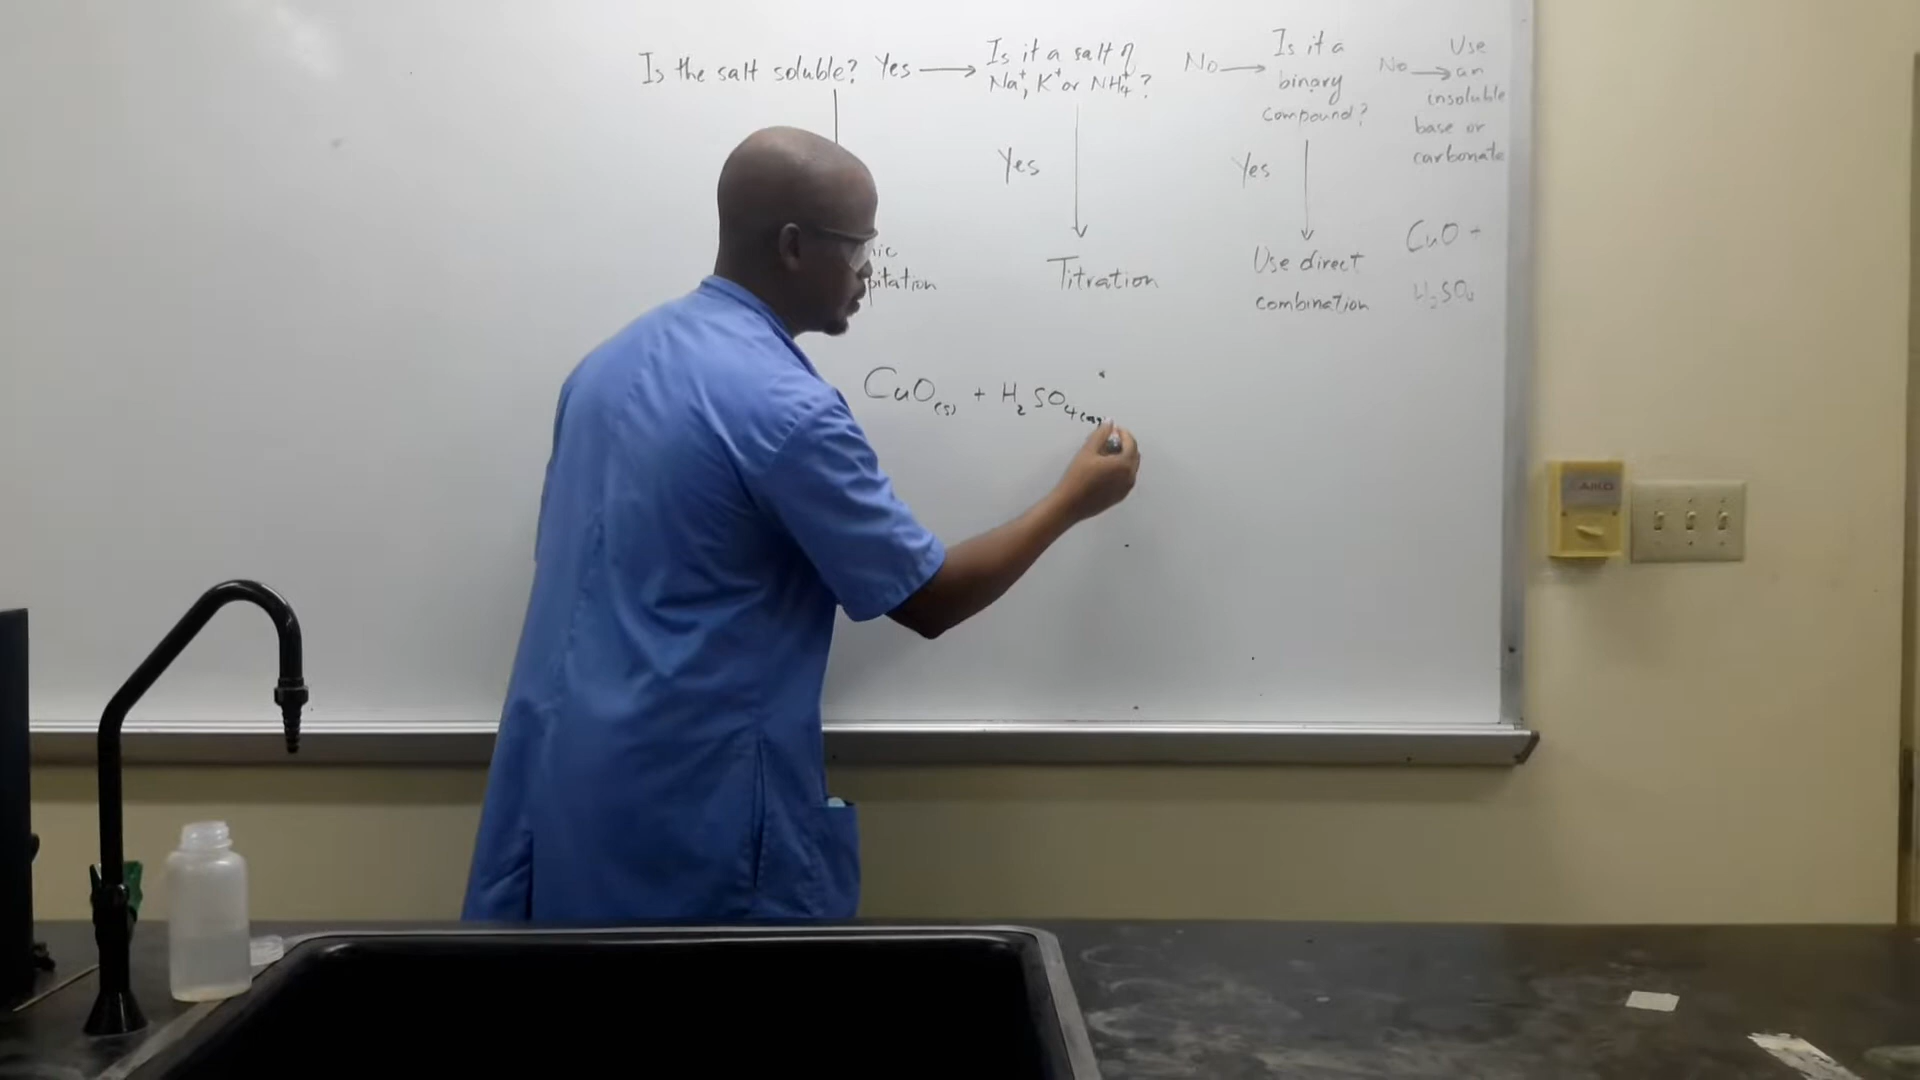 Is the salt soluble? Yes → Is it a salt of
Na⁺, K⁺ or NH₄⁺?
No → Is it a
binary
compound?
No → Use
an
insoluble
base or
carbonate
Yes
Yes
Titration
Use direct
combination
CuO +
H₂SO₄
CuO(s) + H₂SO₄(aq)